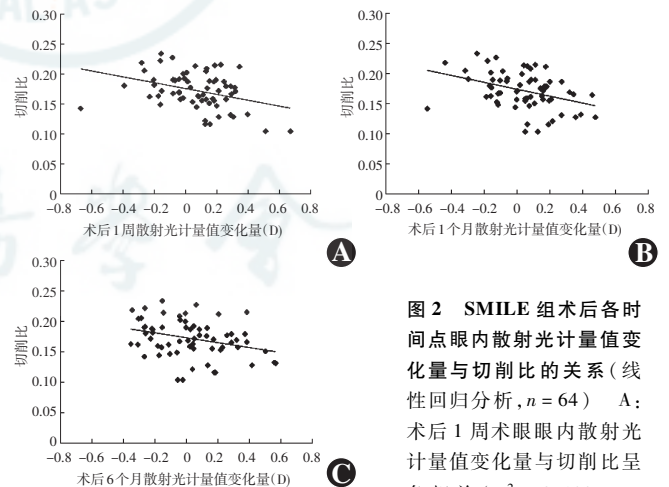 0.30
0.25
0.20
0.15
0.10
0.05
0
切削比
-0.8 -0.6 -0.4 -0.2 0 0.2 0.4 0.6 0.8
术后1周散射光计量值变化量(D)
A
0.30
0.25
0.20
0.15
0.10
0.05
0
切削比
-0.8 -0.6 -0.4 -0.2 0 0.2 0.4 0.6 0.8
术后1个月散射光计量值变化量(D)
B
0.30
0.25
0.20
0.15
0.10
0.05
0
切削比
-0.8 -0.6 -0.4 -0.2 0 0.2 0.4 0.6 0.8
术后6个月散射光计量值变化量(D)
C
图2 SMILE组术后各时
间点眼内散射光计量值变
化量与切削比的关系(线
性回归分析,n=64) A:
术后1周术眼眼内散射光
计量值变化量与切削比呈